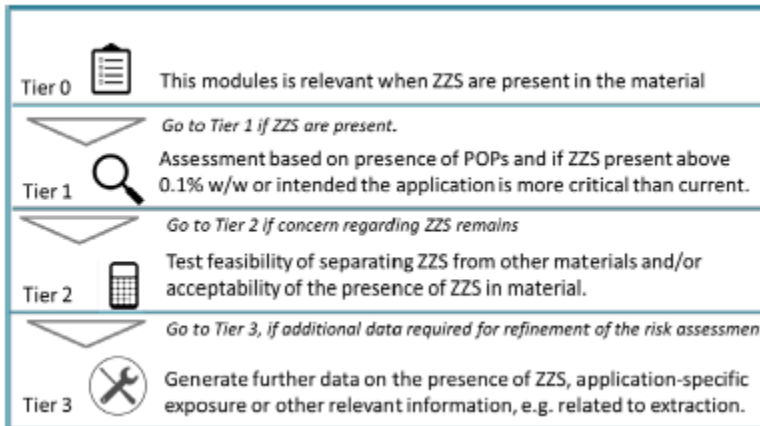 Tier 0
This modules is relevant when ZZS are present in the material
Go to Tier 1 if ZZS are present.
Tier 1
Assessment based on presence of POPs and if ZZS present above
0.1% w/w or intended the application is more critical than current.
Go to Tier 2 if concern regarding ZZS remains
Tier 2
Test feasibility of separating ZZS from other materials and/or
acceptability of the presence of ZZS in material.
Go to Tier 3, if additional data required for refinement of the risk assessmen
Tier 3
Generate further data on the presence of ZZS, application-specific
exposure or other relevant information, e.g. related to extraction.